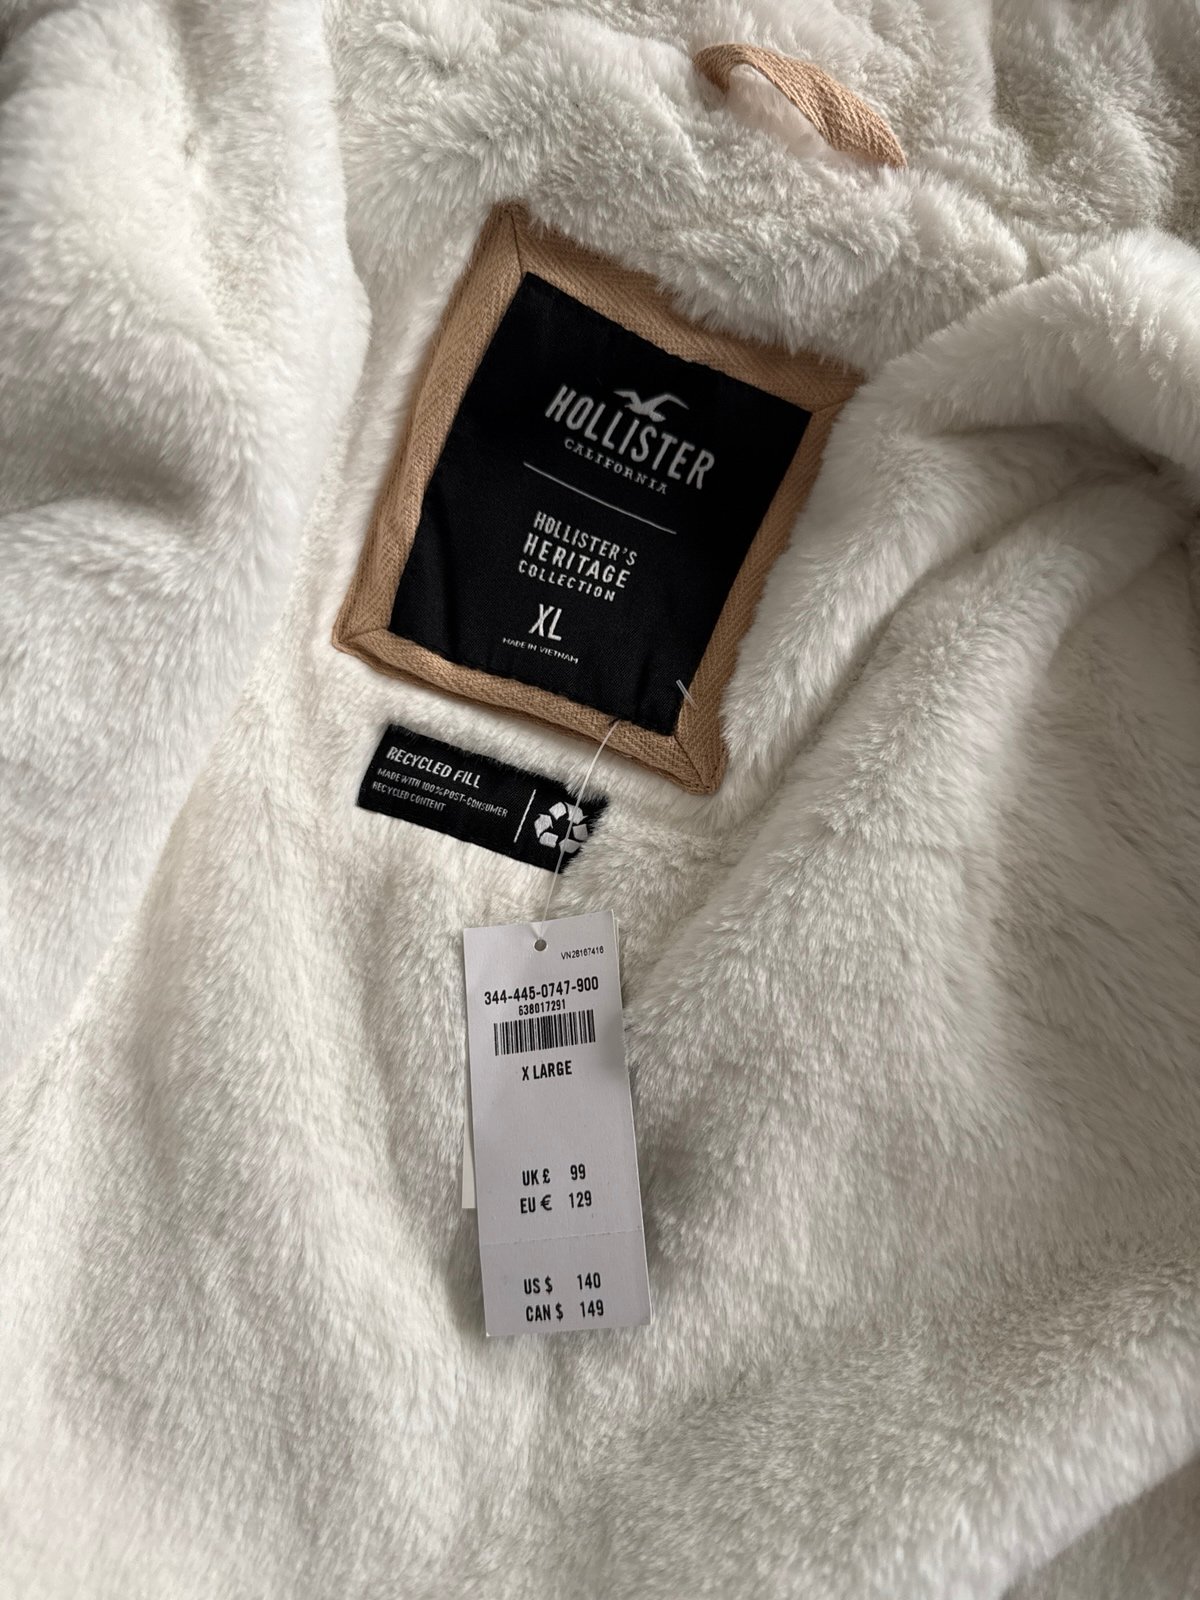 HOLLISTER
CALIFORNIA
HOLLISTER'S
HERITAGE
COLLECTION
XL
MADE IN VIETNAM
RECYCLED FILL
MADE WITH 100% POST-CONSUMER
RECYCLED CONTENT
VN28167416
344-445-0747-900
638017291
X LARGE
UK £ 99
EU € 129
US $ 140
CAN $ 149